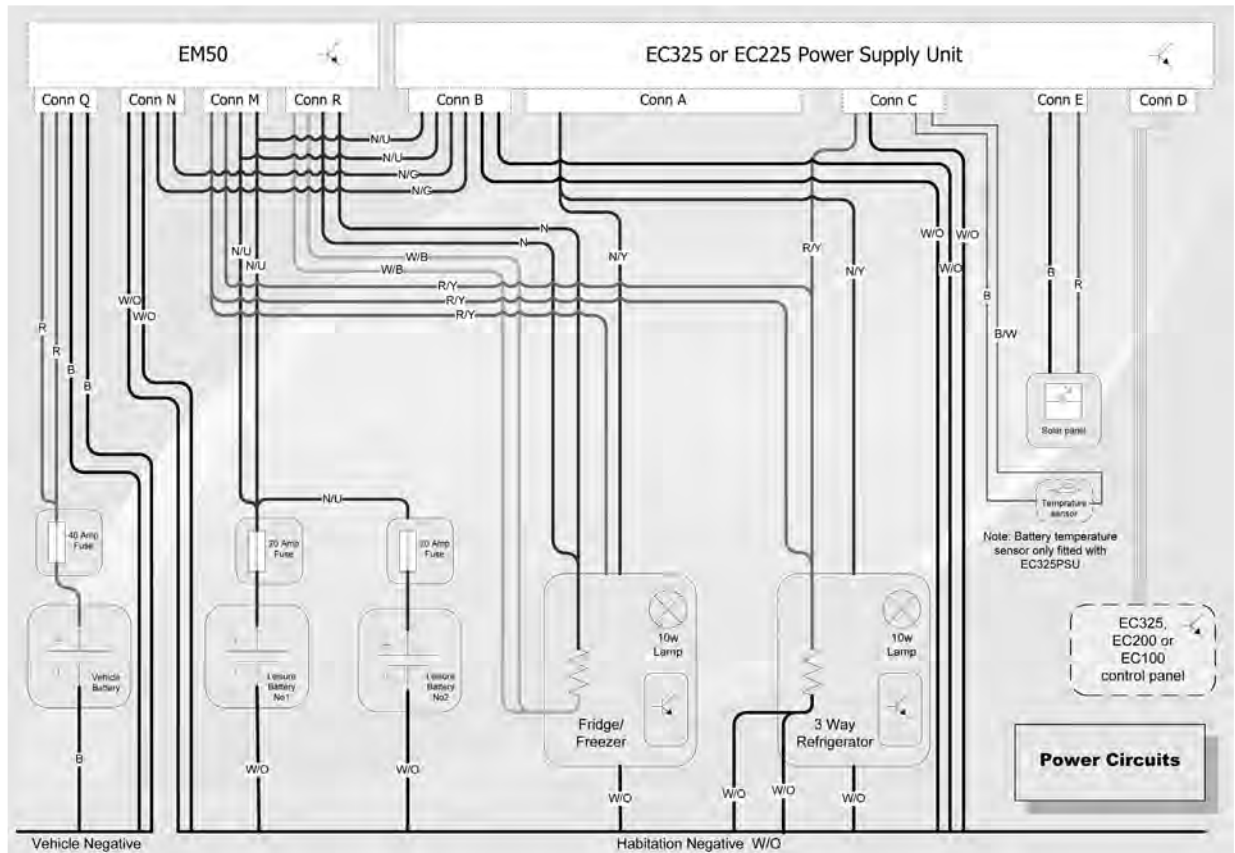 EM50
EC325 or EC225 Power Supply Unit
Conn Q
Conn N
Conn M
Conn R
Conn B
Conn A
Conn C
Conn E
Conn D
N/U
N/U
N/G
N/G
N
N
N/U
N/U
W/B
W/B
R/Y
R/Y
R/Y
N/Y
R/Y
N/Y
W/O
W/O
W/O
W/O
W/O
B
R
B
B/W
R
R
B
B
Solar panel
Temprature
sensor
Note: Battery temperature
sensor only fitted with
EC325PSU
N/U
40 Amp
Fuse
20 Amp
Fuse
20 Amp
Fuse
Vehicle
Battery
Leisure
Battery
No1
Leisure
Battery
No2
10w
Lamp
10w
Lamp
Fridge/
Freezer
3 Way
Refrigerator
EC325,
EC200 or
EC100
control panel
Power Circuits
B
W/O
W/O
W/O
W/O
W/O
W/O
Vehicle Negative
Habitation Negative W/O